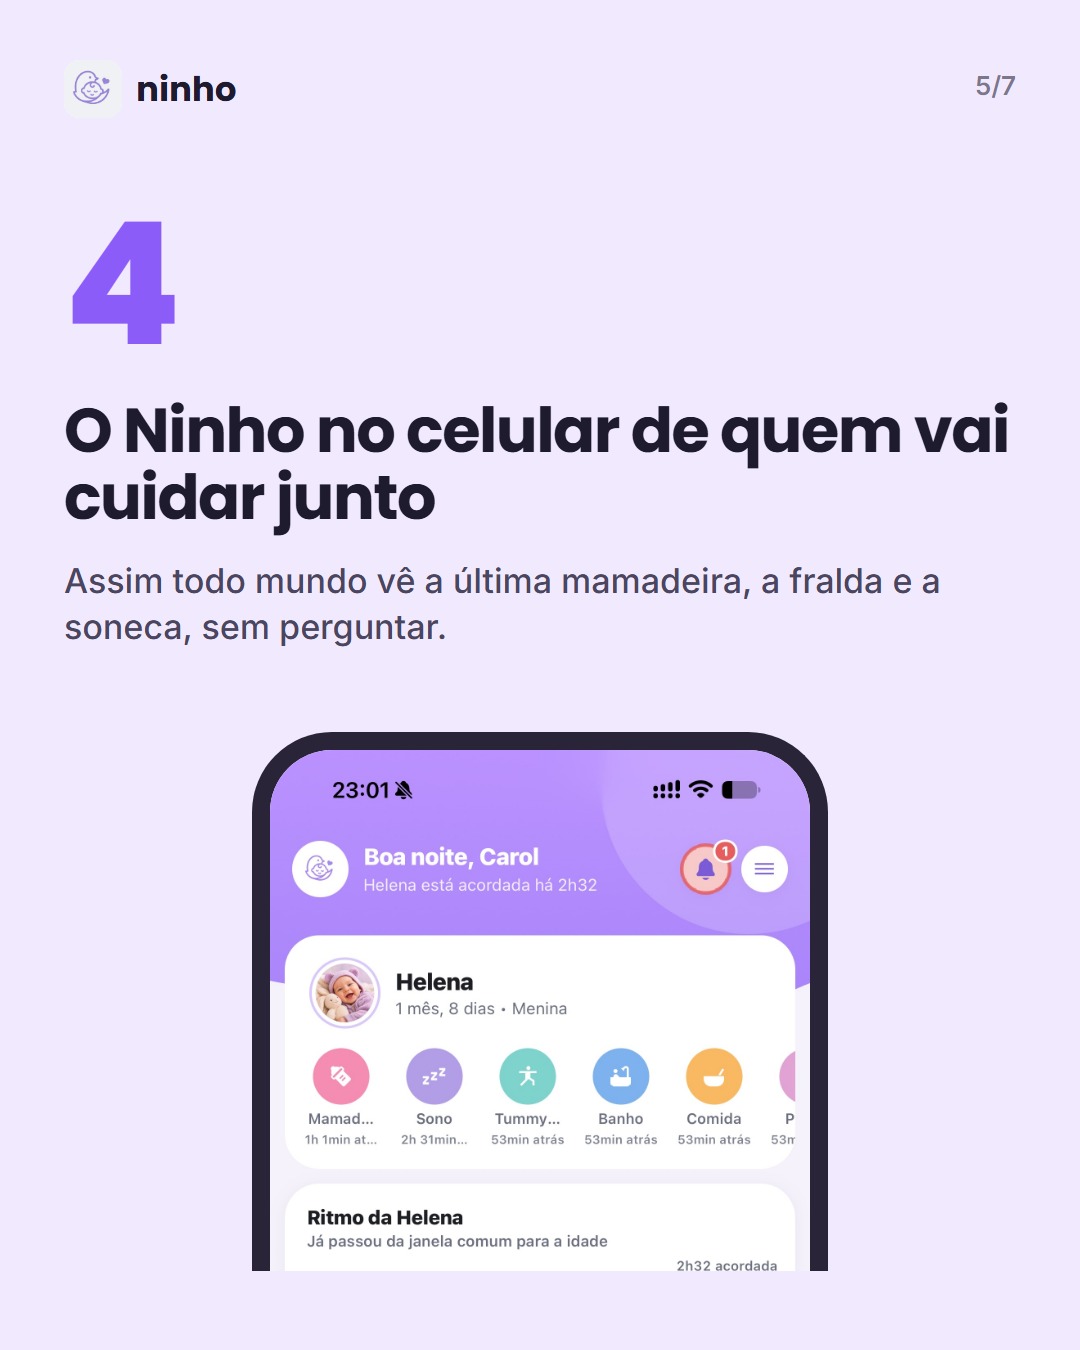 ninho
5/7
4
O Ninho no celular de quem vai
cuidar junto
Assim todo mundo vê a última mamadeira, a fralda e a
soneca, sem perguntar.
23:01
Boa noite, Carol
1
Helena está acordada há 2h32
Helena
1 mês, 8 dias • Menina
zzz
Mamad... Sono Tummy... Banho Comida P
1h 1min at... 2h 31min... 53min atrás 53min atrás 53min atrás 53m
Ritmo da Helena
Já passou da janela comum para a idade
2h32 acordada